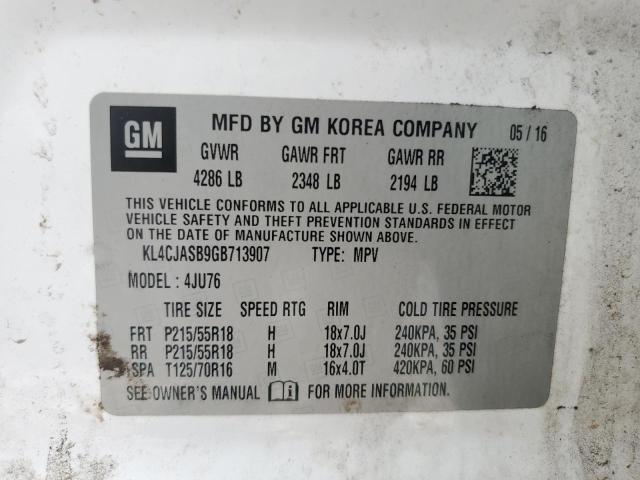 GM MFD BY GM KOREA COMPANY 05 / 16
GVWR GAWR FRT GAWR RR
4286 LB 2348 LB 2194 LB
THIS VEHICLE CONFORMS TO ALL APPLICABLE U.S. FEDERAL MOTOR
VEHICLE SAFETY AND THEFT PREVENTION STANDARDS IN EFFECT
ON THE DATE OF MANUFACTURE SHOWN ABOVE.
KL4CJASB9GB713907 TYPE: MPV
MODEL : 4JU76
TIRE SIZE SPEED RTG RIM COLD TIRE PRESSURE
FRT P215/55R18 H 18x7.0J 240KPA, 35 PSI
RR P215/55R18 H 18x7.0J 240KPA, 35 PSI
SPA T125/70R16 M 16x4.0T 420KPA, 60 PSI
SEE OWNER'S MANUAL i FOR MORE INFORMATION.